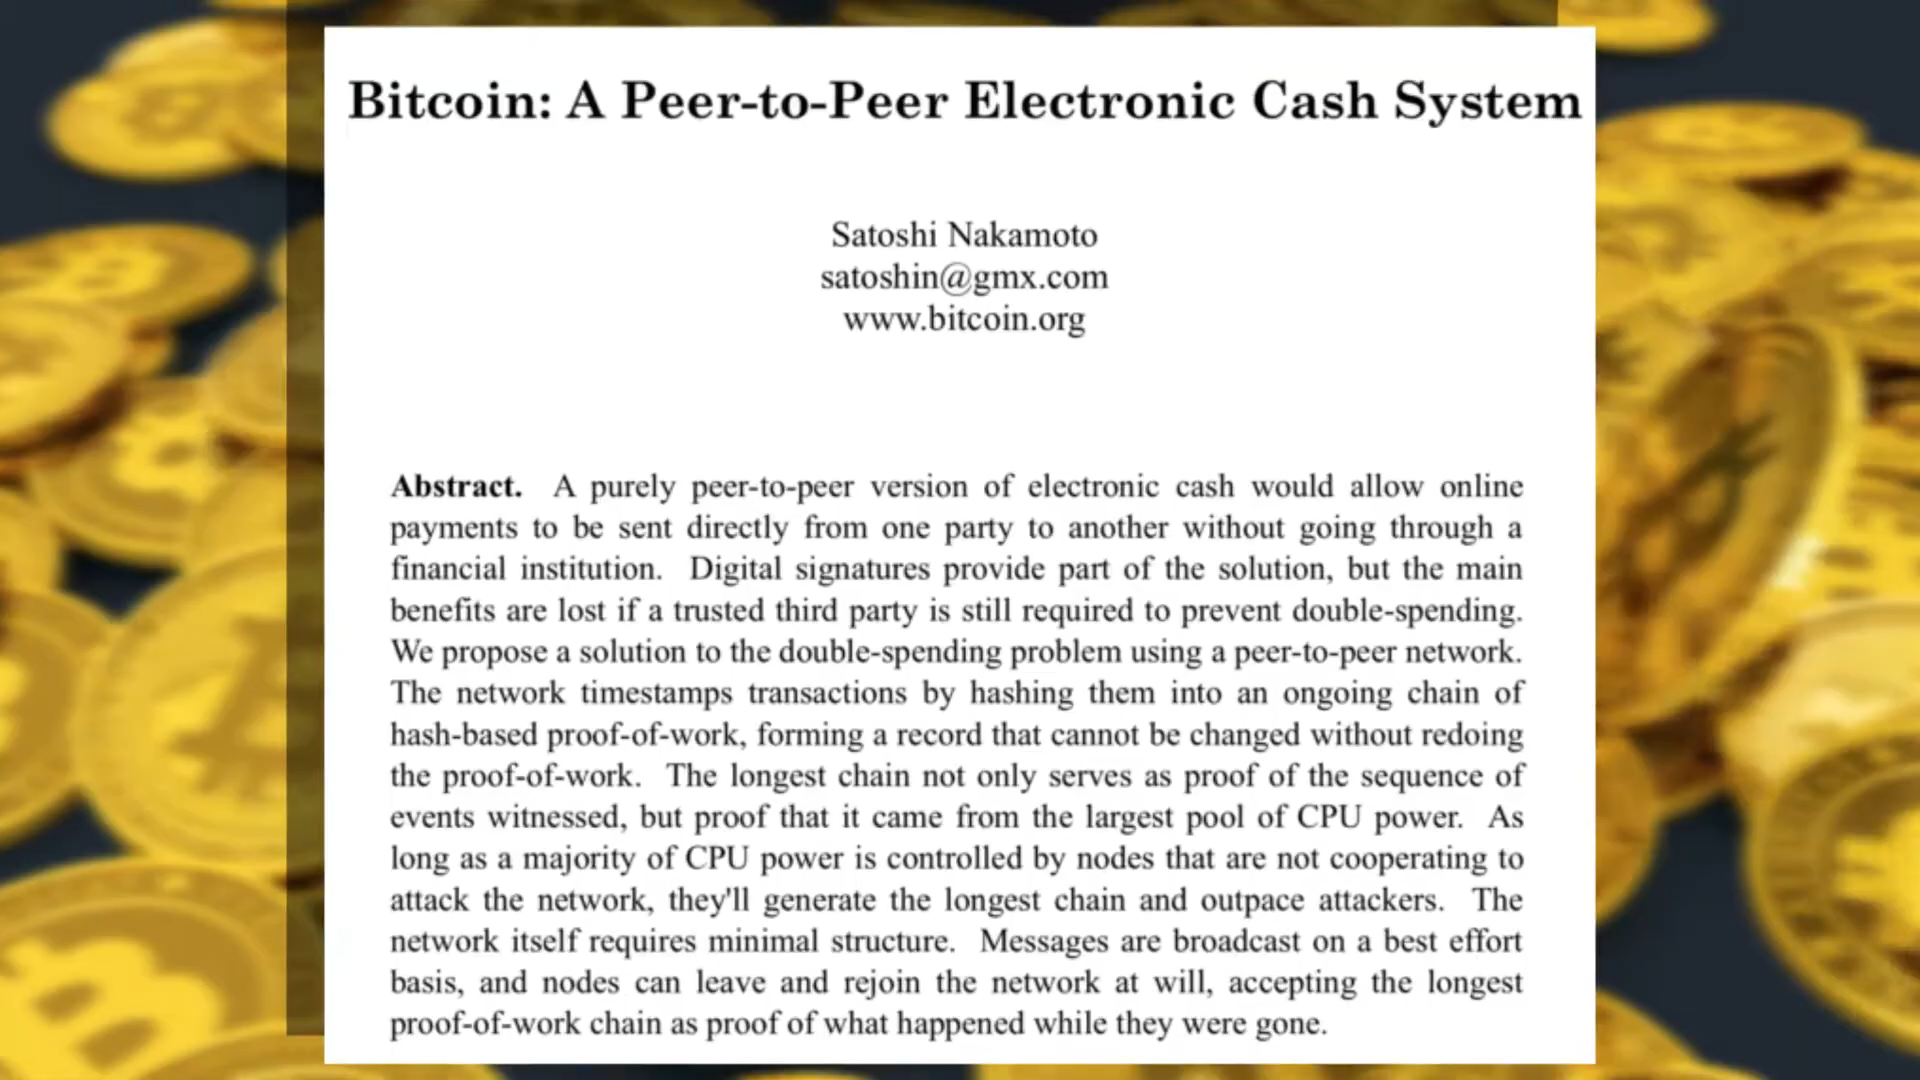 Bitcoin: A Peer-to-Peer Electronic Cash System
Satoshi Nakamoto
satoshin@gmx.com
www.bitcoin.org
Abstract. A purely peer-to-peer version of electronic cash would allow online
payments to be sent directly from one party to another without going through a
financial institution. Digital signatures provide part of the solution, but the main
benefits are lost if a trusted third party is still required to prevent double-spending.
We propose a solution to the double-spending problem using a peer-to-peer network.
The network timestamps transactions by hashing them into an ongoing chain of
hash-based proof-of-work, forming a record that cannot be changed without redoing
the proof-of-work. The longest chain not only serves as proof of the sequence of
events witnessed, but proof that it came from the largest pool of CPU power. As
long as a majority of CPU power is controlled by nodes that are not cooperating to
attack the network, they'll generate the longest chain and outpace attackers. The
network itself requires minimal structure. Messages are broadcast on a best effort
basis, and nodes can leave and rejoin the network at will, accepting the longest
proof-of-work chain as proof of what happened while they were gone.